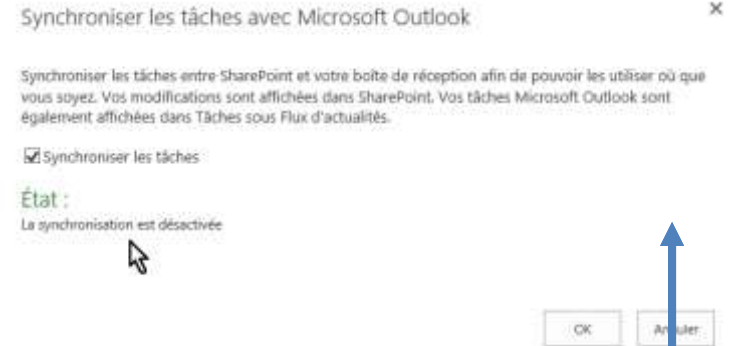 Synchroniser les tâches avec Microsoft Outlook
Synchroniser les tâches entre SharePoint et votre boîte de réception afin de pouvoir les utiliser où que
vous soyez. Vos modifications sont affichées dans SharePoint. Vos tâches Microsoft Outlook sont
également affichées dans Tâches sous Flux d'actualités.
Synchroniser les tâches
État :
La synchronisation est désactivée
OK
Annuler